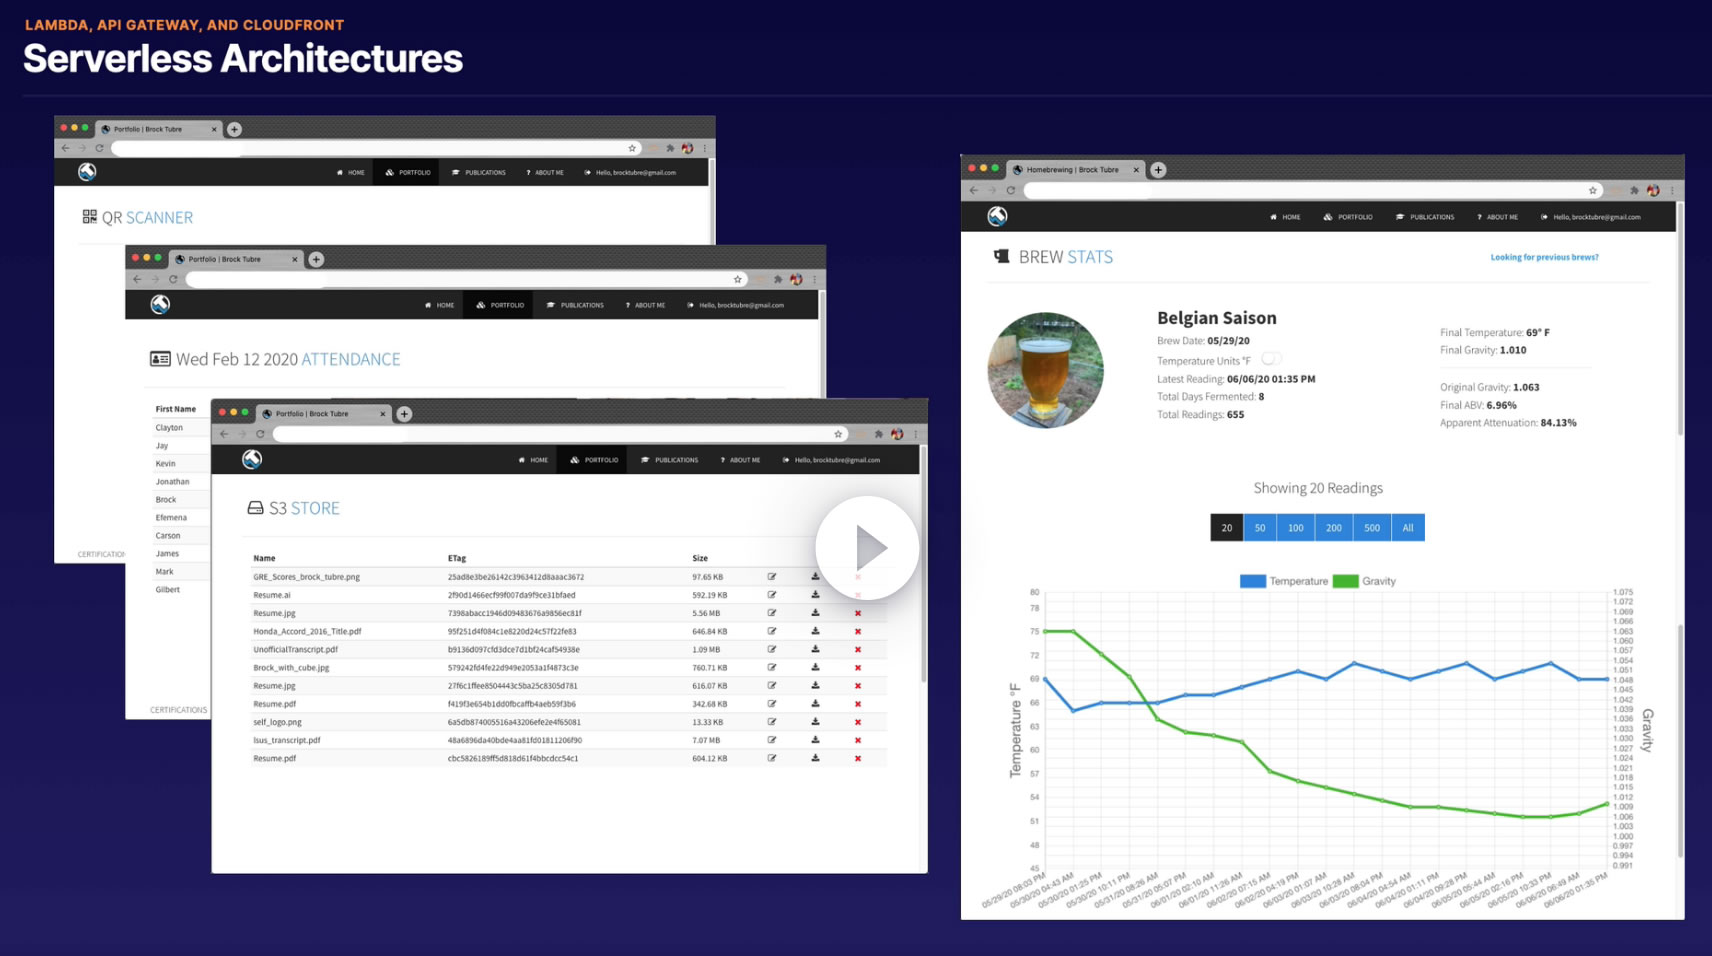 LAMBDA, API GATEWAY, AND CLOUDFRONT
Serverless Architectures
Portfolio | Brock Tubre
HOME PORTFOLIO PUBLICATIONS ? ABOUT ME Hello, brocktubre@gmail.com
QR SCANNER
CERTIFICATION
Portfolio | Brock Tubre
HOME PORTFOLIO PUBLICATIONS ? ABOUT ME Hello, brocktubre@gmail.com
Wed Feb 12 2020 ATTENDANCE
First Name
Clayton
Jay
Kevin
Jonathan
Brock
Efemena
Carson
James
Mark
Gilbert
CERTIFICATIONS
Portfolio | Brock Tubre
HOME PORTFOLIO PUBLICATIONS ? ABOUT ME Hello, brocktubre@gmail.com
S3 STORE
Name ETag Size
GRE_Scores_brock_tubre.png 25ad8e3be26142c3963412d8aaac3672 97.65 KB
Resume.ai 2f90d1466ecf99f007da9f9ce31bfaed 592.19 KB
Resume.jpg 7398abacc1946d09483676a9856ec81f 5.56 MB
Honda_Accord_2016_Title.pdf 95f251d4f084c1e8220d24c57f22fe83 646.84 KB
UnofficialTranscript.pdf b9136d097cfd3dce7d1bf24caf54938e 1.09 MB
Brock_with_cube.jpg 579242fd4fe22d949e2053a1f4873c3e 760.71 KB
Resume.jpg 27f6c1ffee8504443c5ba25c8305d781 616.07 KB
Resume.pdf f419f3e654b1dd0fbcaffb4aeb59f3b6 342.68 KB
self_logo.png 6a5db874005516a43206efe2e4f65081 13.33 KB
lsus_transcript.pdf 48a6896da40bde4aa81fd01811206f90 7.07 MB
Resume.pdf cbc5826189ff5d818d61f4bbcdcc54c1 604.12 KB
Homebrewing | Brock Tubre
HOME PORTFOLIO PUBLICATIONS ? ABOUT ME Hello, brocktubre@gmail.com
BREW STATS
Looking for previous brews?
Belgian Saison
Brew Date: 05/29/20
Temperature Units °F
Latest Reading: 06/06/20 01:35 PM
Total Days Fermented: 8
Total Readings: 655
Final Temperature: 69° F
Final Gravity: 1.010
Original Gravity: 1.063
Final ABV: 6.96%
Apparent Attenuation: 84.13%
Showing 20 Readings
20 50 100 200 500 All
Temperature Gravity
Temperature °F
80
78
75
72
69
66
63
60
57
54
51
48
45
1.075
1.072
1.069
1.066
1.063
1.060
1.057
1.054
1.051
1.048
1.045
1.042
1.039
1.036
1.033
1.030
1.027
1.024
1.021
1.018
1.015
1.012
1.009
1.006
1.003
1.000
0.997
0.994
0.991
Gravity
05/29/20 08:03 PM
05/30/20 04:43 AM
05/30/20 01:25 PM
05/30/20 10:11 PM
05/31/20 08:26 AM
05/31/20 05:07 PM
06/01/20 02:10 AM
06/01/20 11:26 AM
06/02/20 07:15 AM
06/02/20 04:19 PM
06/03/20 01:07 AM
06/03/20 10:28 AM
06/03/20 08:04 PM
06/04/20 04:54 AM
06/04/20 01:11 PM
06/04/20 09:28 PM
06/05/20 05:44 AM
06/05/20 02:16 PM
06/05/20 10:33 PM
06/06/20 06:49 AM
06/06/20 01:35 PM